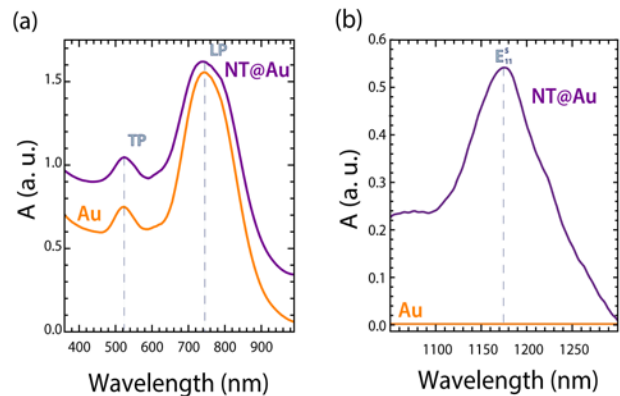 (a)
LP
NT@Au
TP
Au
A (a. u.)
1.5
1.0
0.5
0.0
400 500 600 700 800 900
Wavelength (nm)
(b)
E^S_11
NT@Au
Au
A (a. u.)
0.6
0.5
0.4
0.3
0.2
0.1
0.0
1100 1150 1200 1250
Wavelength (nm)